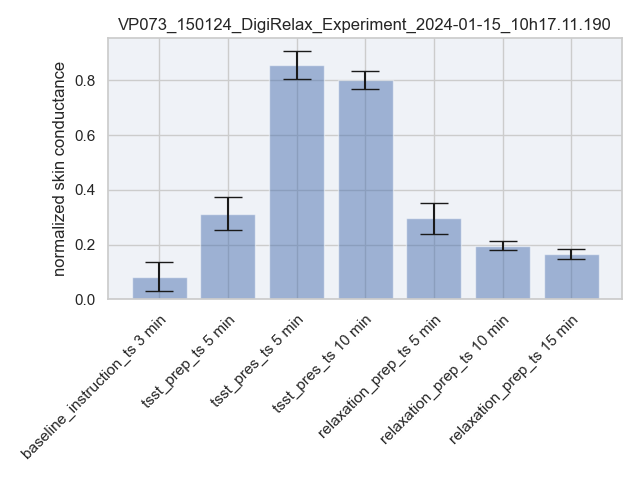 VP073_150124_DigiRelax_Experiment_2024-01-15_10h17.11.190
normalized skin conductance
0.8
0.6
0.4
0.2
0.0
baseline_instruction_ts 3 min
tsst_prep_ts 5 min
tsst_pres_ts 5 min
tsst_pres_ts 10 min
relaxation_prep_ts 5 min
relaxation_prep_ts 10 min
relaxation_prep_ts 15 min